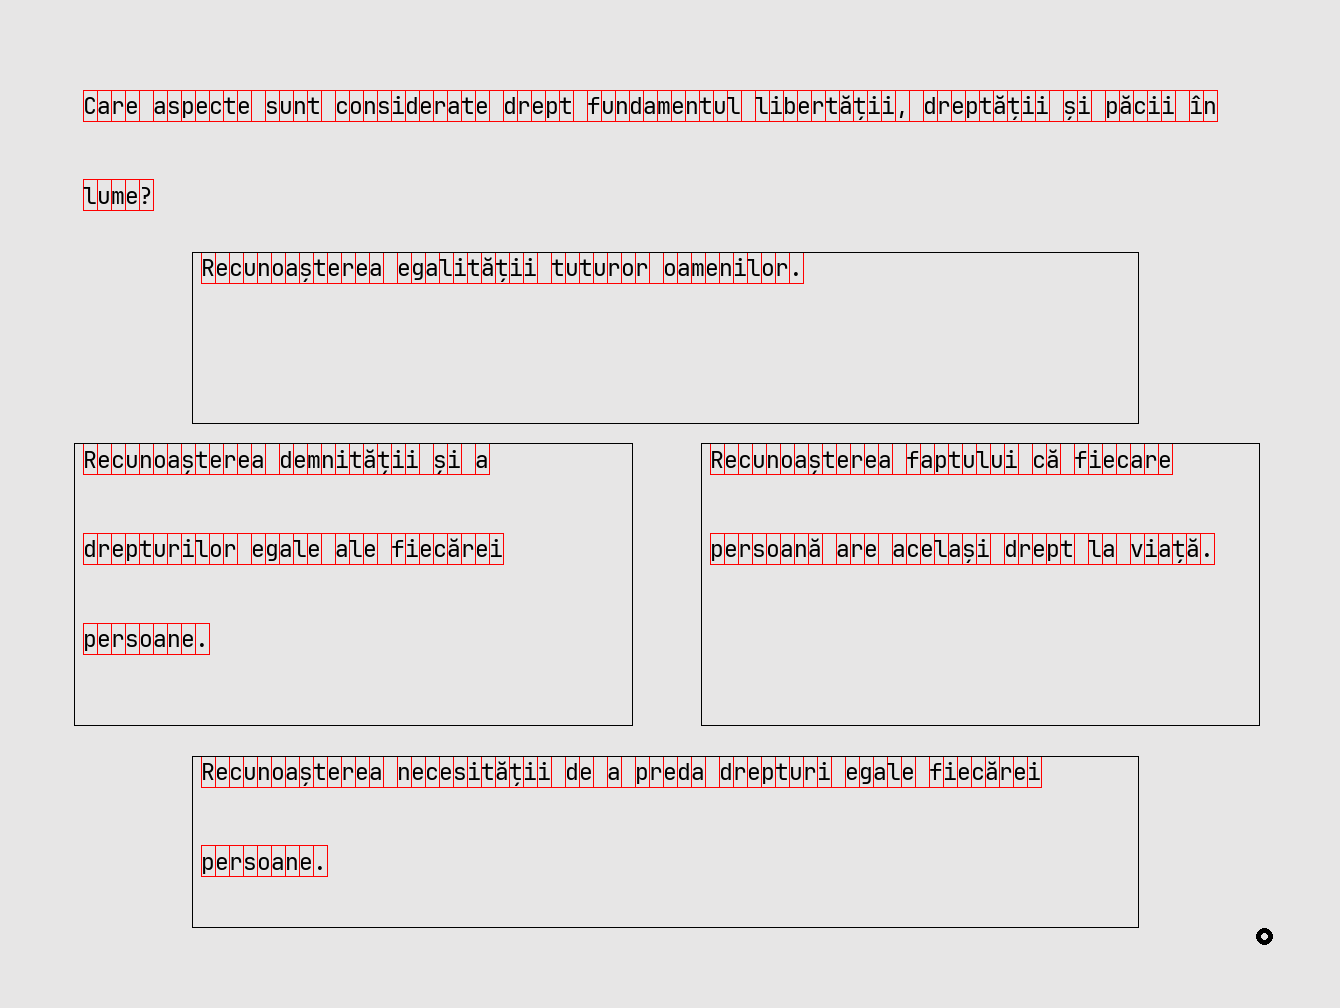 Care aspecte sunt considerate drept fundamentul libertății, dreptății și păcii în
lume?
Recunoașterea egalității tuturor oamenilor.
Recunoașterea demnității și a
drepturilor egale ale fiecărei
persoane.
Recunoașterea faptului că fiecare
persoană are același drept la viață.
Recunoașterea necesității de a preda drepturi egale fiecărei
persoane.